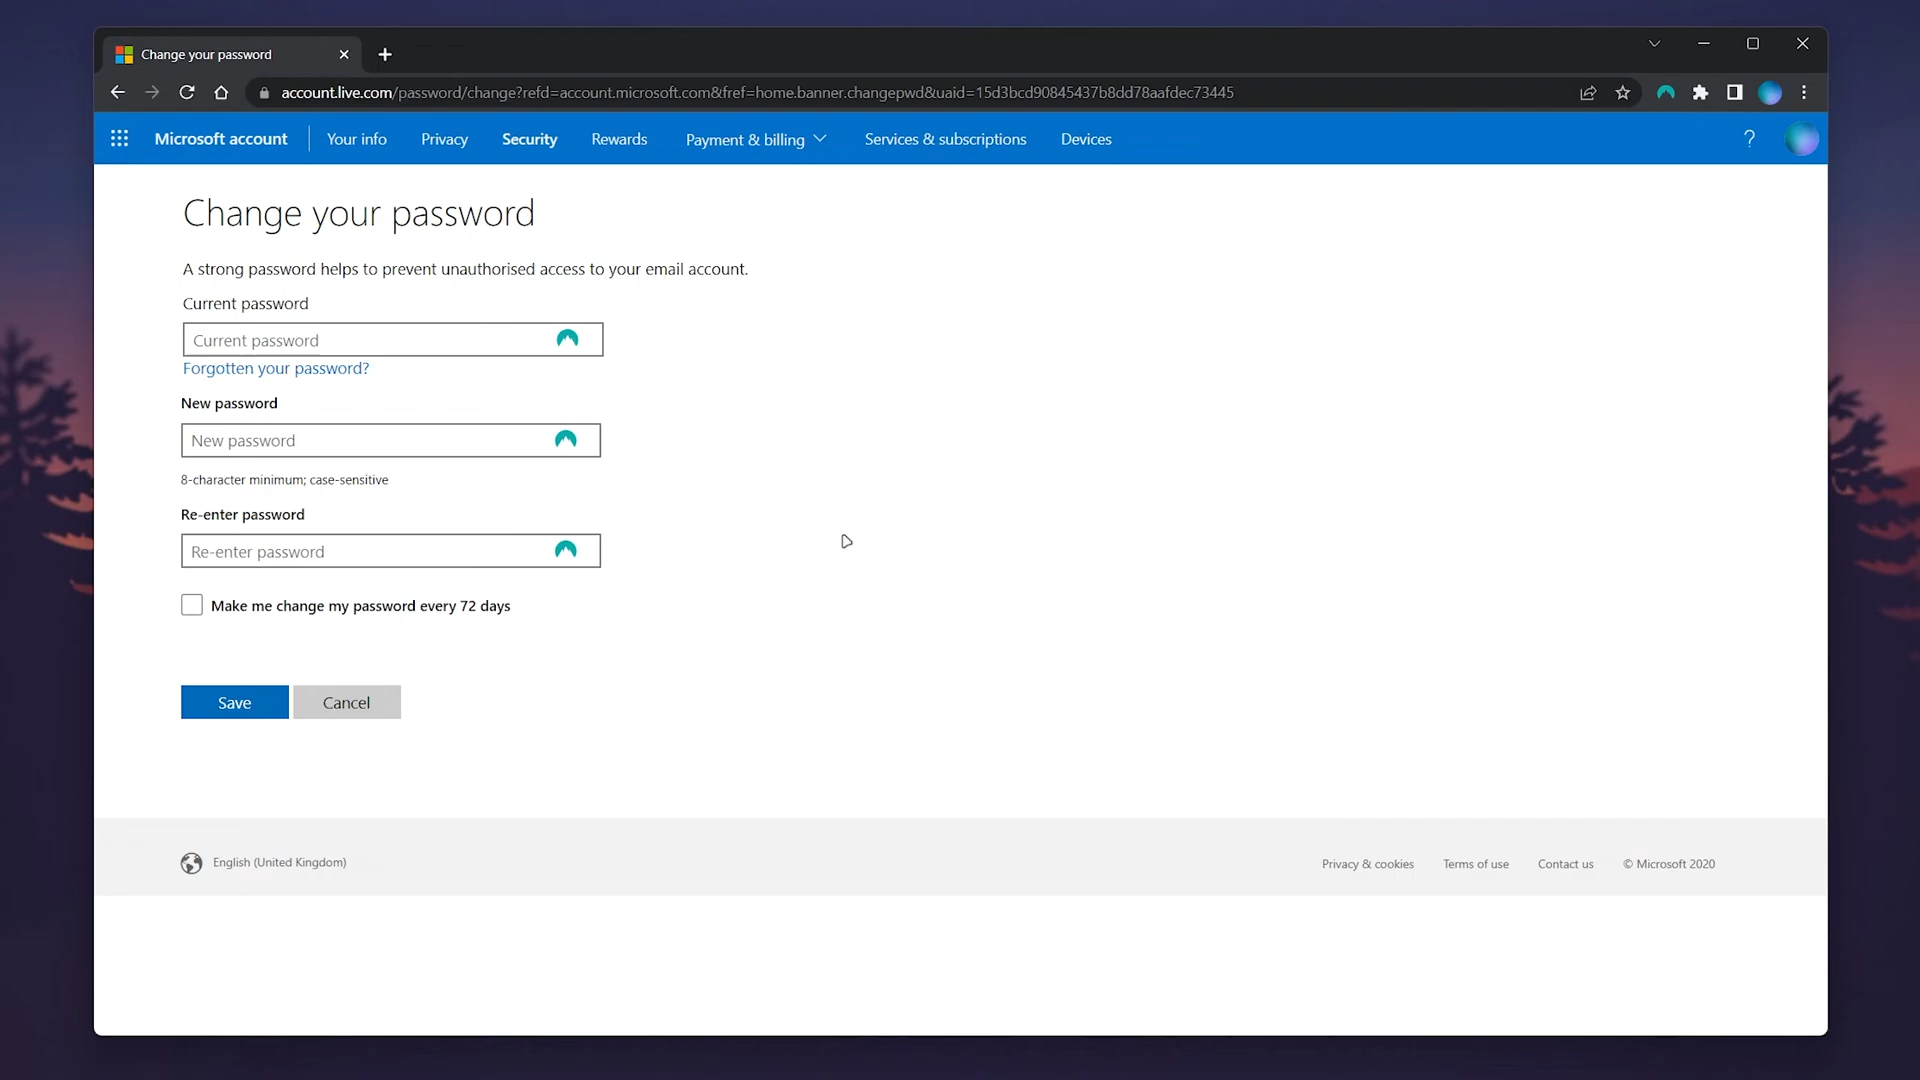 Change your password
account.live.com/password/change?refd=account.microsoft.com&fref=home.banner.changepwd&uaid=15d3bcd90845437b8dd78aafdec73445
Microsoft account
Your info
Privacy
Security
Rewards
Payment & billing
Services & subscriptions
Devices
?
Change your password
A strong password helps to prevent unauthorised access to your email account.
Current password
Current password
Forgotten your password?
New password
New password
8-character minimum; case-sensitive
Re-enter password
Re-enter password
Make me change my password every 72 days
Save
Cancel
English (United Kingdom)
Privacy & cookies
Terms of use
Contact us
© Microsoft 2020